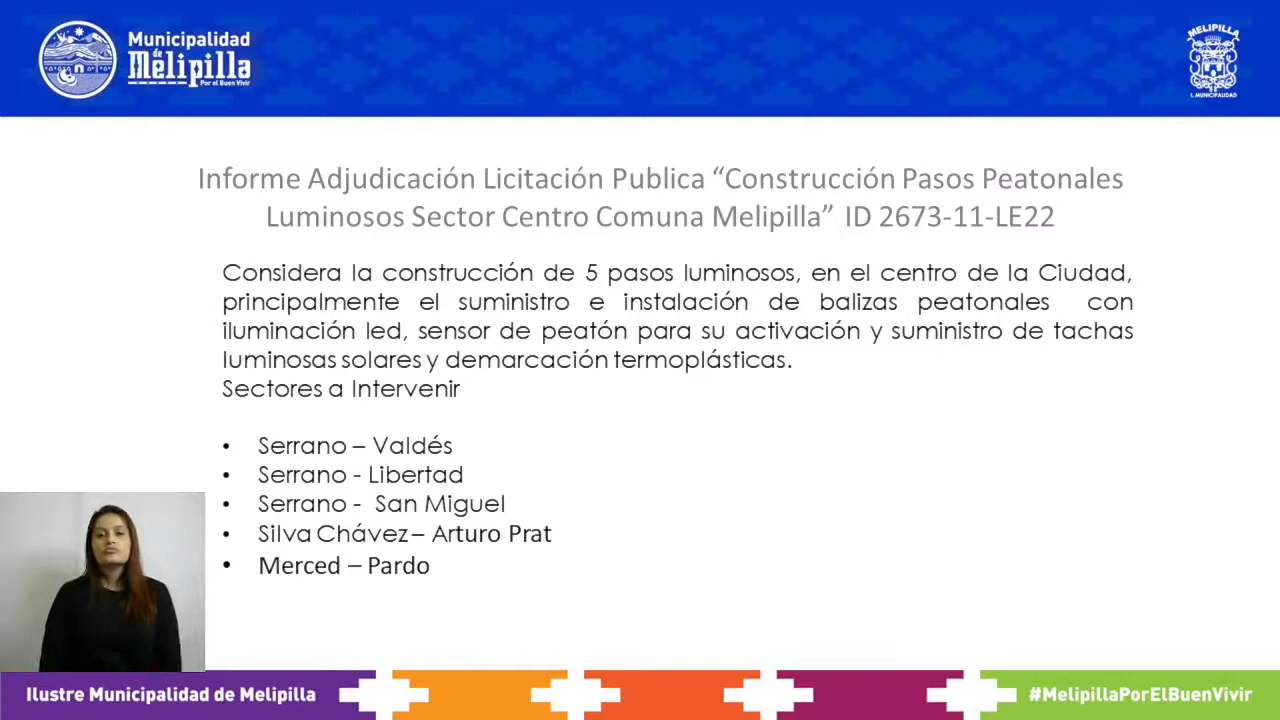 Municipalidad
de
Melipilla
Por el Buen Vivir
MELIPILLA
I. MUNICIPALIDAD
Informe Adjudicación Licitación Publica “Construcción Pasos Peatonales
Luminosos Sector Centro Comuna Melipilla” ID 2673-11-LE22
Considera la construcción de 5 pasos luminosos, en el centro de la Ciudad,
principalmente el suministro e instalación de balizas peatonales con
iluminación led, sensor de peatón para su activación y suministro de tachas
luminosas solares y demarcación termoplásticas.
Sectores a Intervenir
• Serrano – Valdés
• Serrano - Libertad
• Serrano - San Miguel
• Silva Chávez – Arturo Prat
• Merced – Pardo
Ilustre Municipalidad de Melipilla
#MelipillaPorElBuenVivir